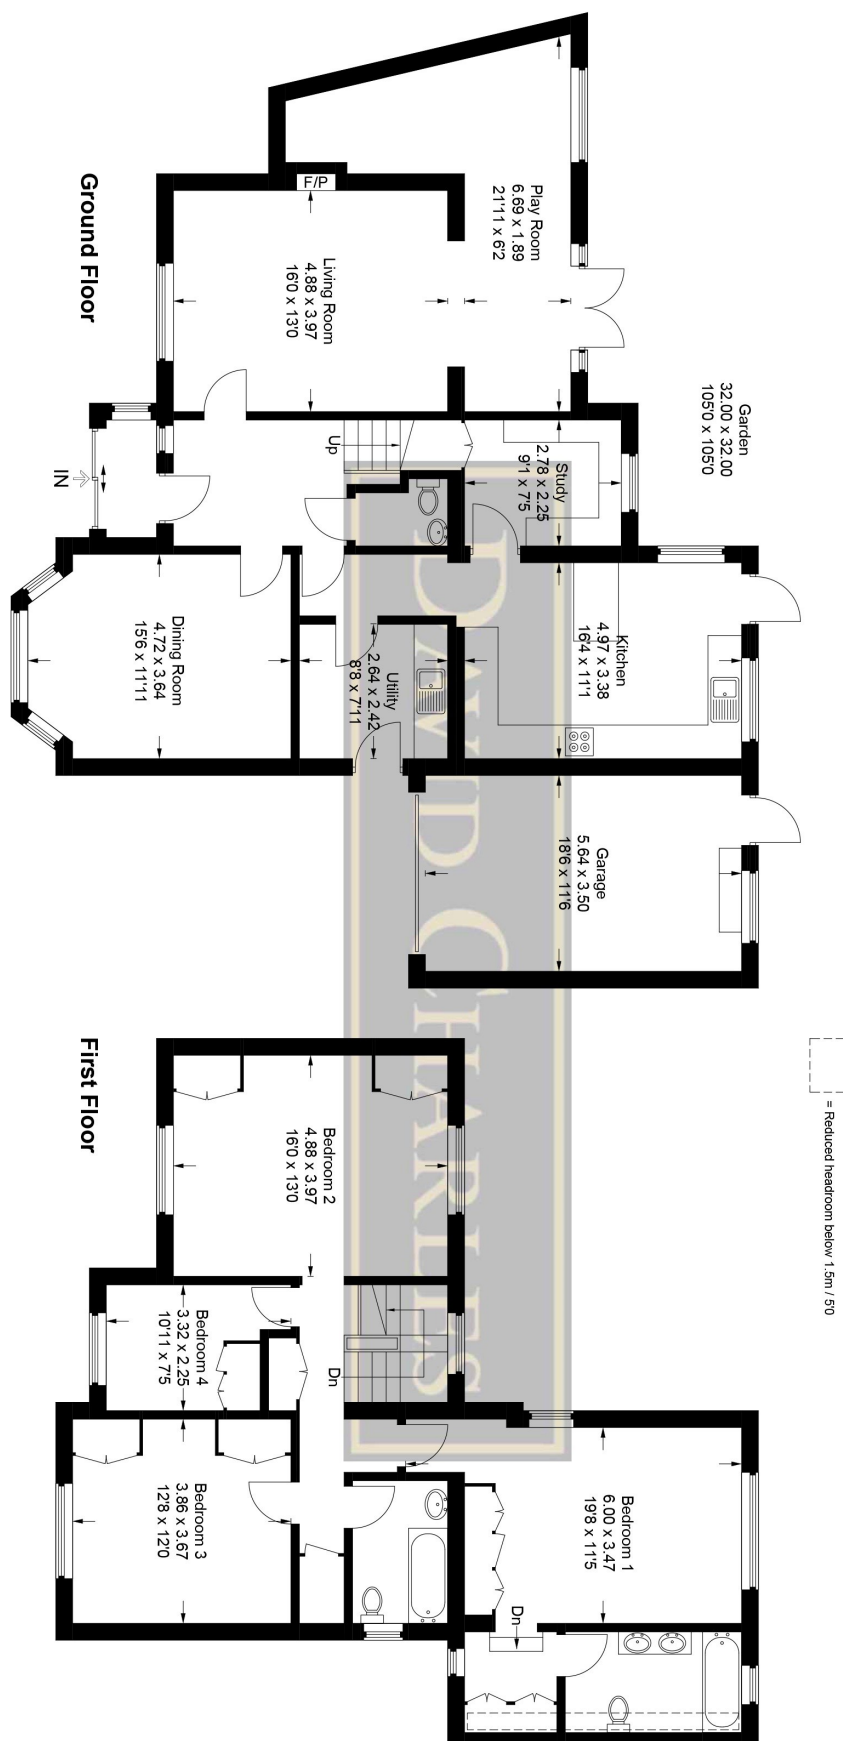 = Reduced headroom below 1.5m / 5'0
Garden
32.00 x 32.00
105'0 x 105'0
Play Room
6.69 x 1.89
21'11 x 6'2
Study
2.78 x 2.25
9'1 x 7'5
Kitchen
4.97 x 3.38
16'4 x 11'1
Garage
5.64 x 3.50
18'6 x 11'6
F/P
Living Room
4.88 x 3.97
16'0 x 13'0
Up
Utility
2.64 x 2.42
8'8 x 7'11
Dining Room
4.72 x 3.64
15'6 x 11'11
IN
Ground Floor
Bedroom 1
6.00 x 3.47
19'8 x 11'5
Dn
Bedroom 2
4.88 x 3.97
16'0 x 13'0
Dn
Bedroom 4
3.32 x 2.25
10'11 x 7'5
Bedroom 3
3.86 x 3.67
12'8 x 12'0
First Floor
DAVID CHARLES